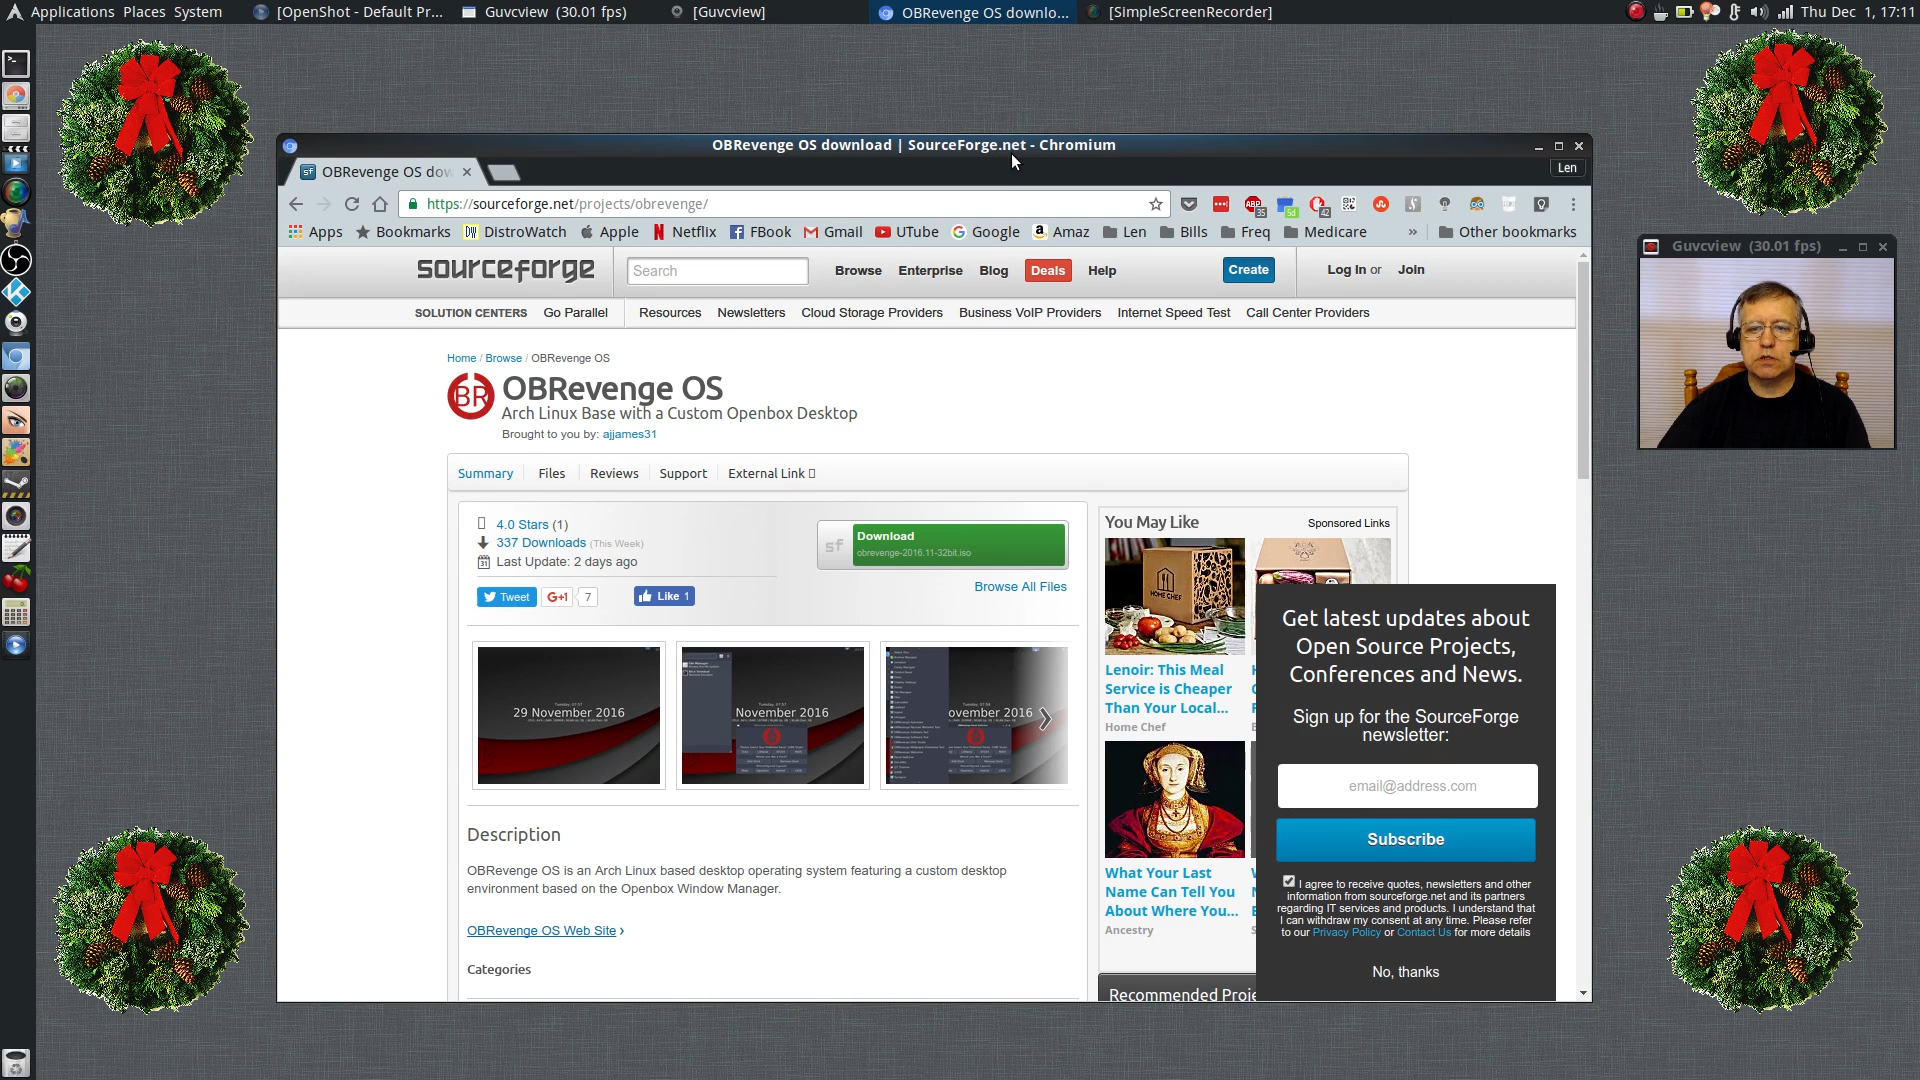 Applications Places System
[OpenShot - Default Pr...
Guvcview (30.01 fps)
[Guvcview]
OBRevenge OS downlo...
[SimpleScreenRecorder]
Thu Dec 1, 17:11
OBRevenge OS download | SourceForge.net - Chromium
OBRevenge OS dow
Len
https://sourceforge.net/projects/obrevenge/
ABP
35
5d
42
Apps
Bookmarks
DistroWatch
Apple
Netflix
FBook
Gmail
UTube
Google
Amaz
Len
Bills
Freq
Medicare
»
Other bookmarks
Guvcview (30.01 fps)
sourceforge
Search
Browse
Enterprise
Blog
Deals
Help
Create
Log In or Join
SOLUTION CENTERS
Go Parallel
Resources
Newsletters
Cloud Storage Providers
Business VoIP Providers
Internet Speed Test
Call Center Providers
Home / Browse / OBRevenge OS
BR
OBRevenge OS
Arch Linux Base with a Custom Openbox Desktop
Brought to you by: ajjames31
Summary
Files
Reviews
Support
External Link
4.0 Stars (1)
337 Downloads (This Week)
Last Update: 2 days ago
sf
Download
obrevenge-2016.11-32bit.iso
Browse All Files
Tweet
G+1
7
Like 1
29 November 2016
November 2016
ovember 2016
You May Like
Sponsored Links
HOME CHEF
Lenoir: This Meal
Service is Cheaper
Than Your Local...
Home Chef
What Your Last
Name Can Tell You
About Where You...
Ancestry
Recommended Proje
Description
OBRevenge OS is an Arch Linux based desktop operating system featuring a custom desktop
environment based on the Openbox Window Manager.
OBRevenge OS Web Site ›
Categories
Get latest updates about
Open Source Projects,
Conferences and News.
Sign up for the SourceForge
newsletter:
email@address.com
Subscribe
I agree to receive quotes, newsletters and other
information from sourceforge.net and its partners
regarding IT services and products. I understand that
I can withdraw my consent at any time. Please refer
to our Privacy Policy or Contact Us for more details
No, thanks